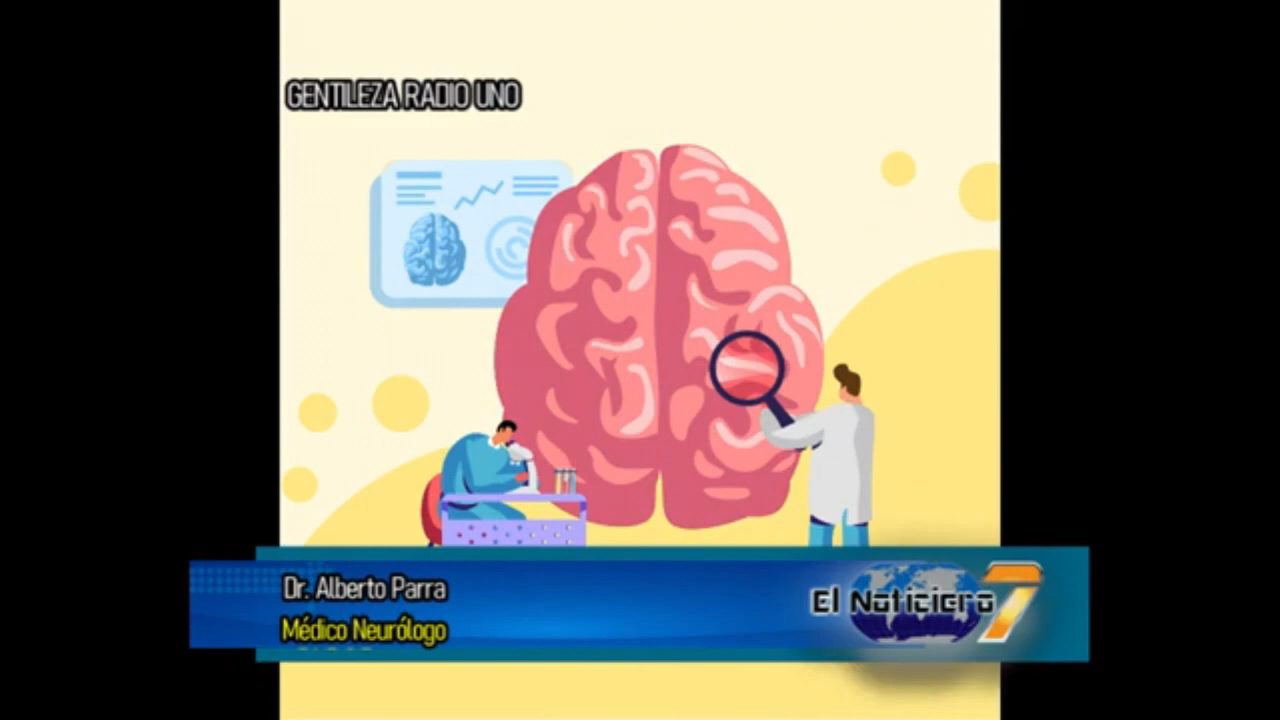 GENTILEZA RADIO UNO
Dr. Alberto Parra
Médico Neurólogo
El Noticiero 7